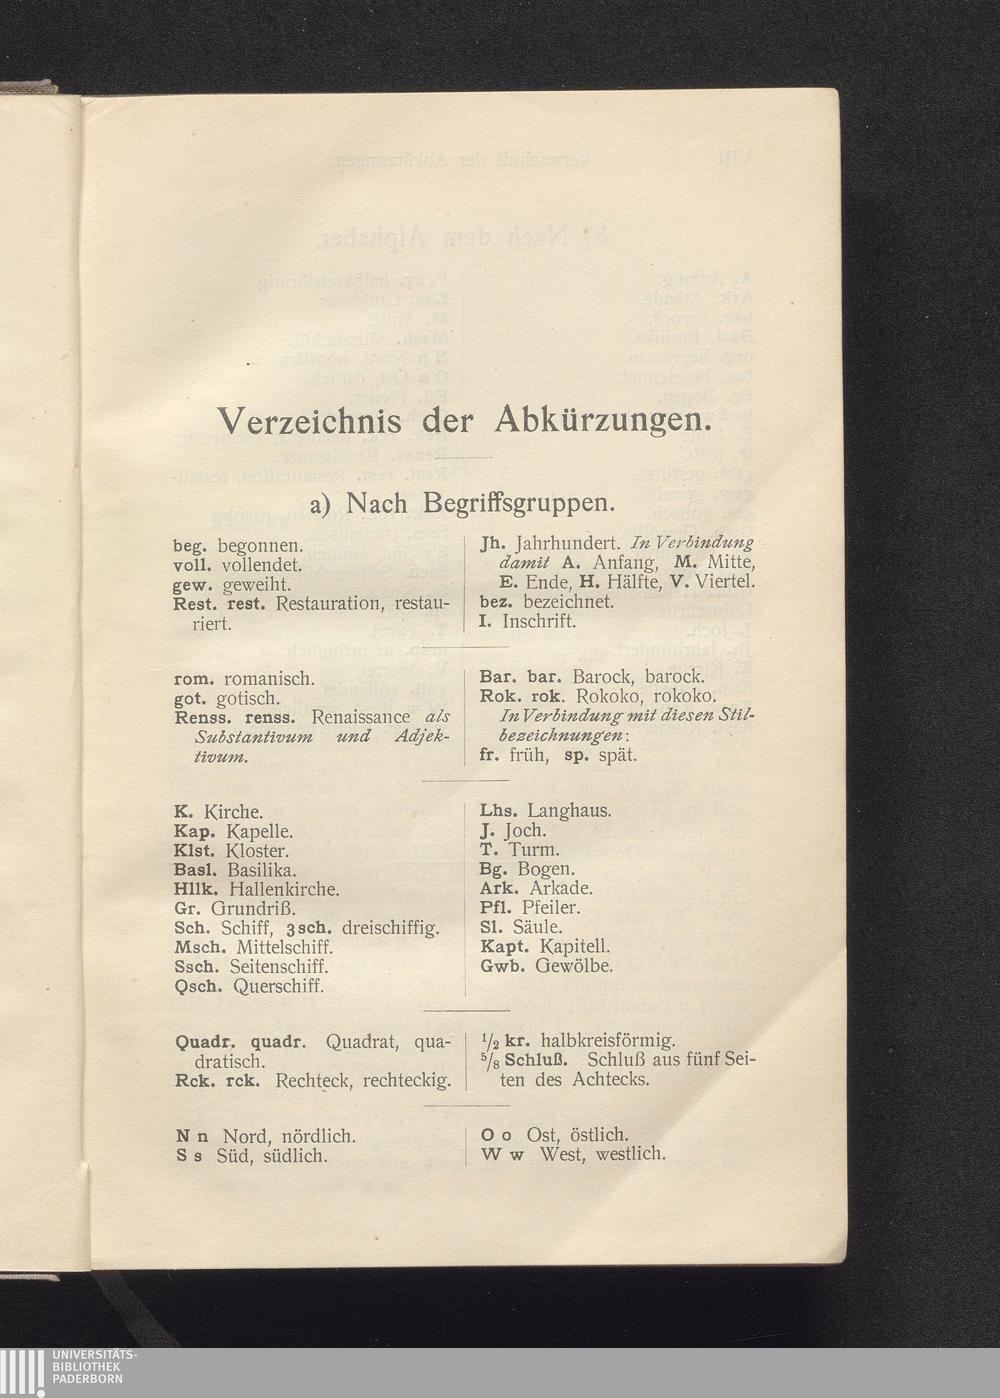 Verzeichnis der Abkürzungen.
a) Nach Begriffsgruppen.
beg. begonnen.
voll. vollendet.
gew. geweiht.
Rest. rest. Restauration, restau-
riert.
Jh. Jahrhundert. In Verbindung
damit A. Anfang, M. Mitte,
E. Ende, H. Hälfte, V. Viertel.
bez. bezeichnet.
I. Inschrift.
rom. romanisch.
got. gotisch.
Renss. renss. Renaissance als
Substantivum und Adjek-
tivum.
Bar. bar. Barock, barock.
Rok. rok. Rokoko, rokoko.
In Verbindung mit diesen Stil-
bezeichnungen:
fr. früh, sp. spät.
K. Kirche.
Kap. Kapelle.
Klst. Kloster.
Basl. Basilika.
Hllk. Hallenkirche.
Gr. Grundriß.
Sch. Schiff, 3sch. dreischiffig.
Msch. Mittelschiff.
Ssch. Seitenschiff.
Qsch. Querschiff.
Lhs. Langhaus.
J. Joch.
T. Turm.
Bg. Bogen.
Ark. Arkade.
Pfl. Pfeiler.
Sl. Säule.
Kapt. Kapitell.
Gwb. Gewölbe.
Quadr. quadr. Quadrat, qua-
dratisch.
Rck. rck. Rechteck, rechteckig.
1/2 kr. halbkreisförmig.
5/8 Schluß. Schluß aus fünf Sei-
ten des Achtecks.
N n Nord, nördlich.
S s Süd, südlich.
O o Ost, östlich.
W w West, westlich.
UNIVERSITÄTS-
BIBLIOTHEK
PADERBORN